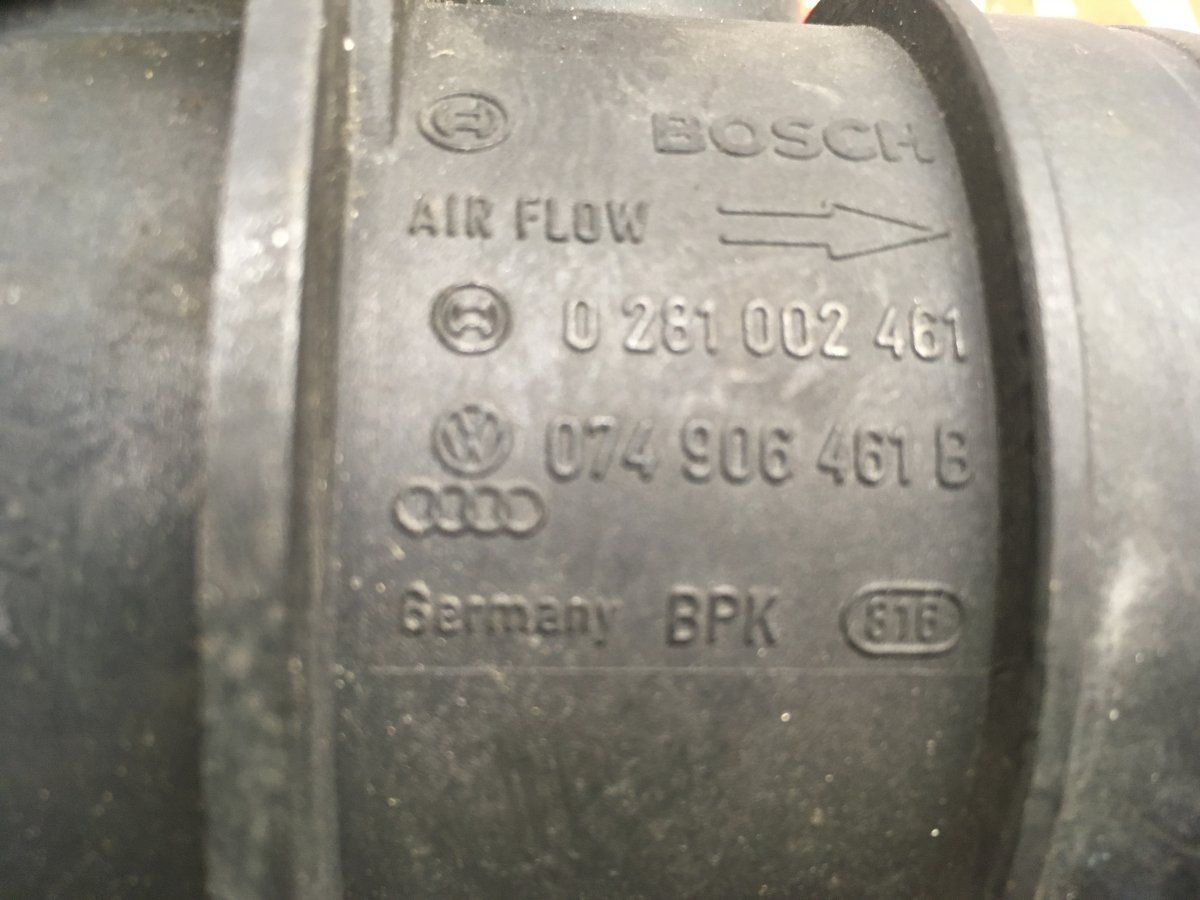 BOSCH
AIR FLOW
0 281 002 461
074 906 461 B
Germany BPK 816